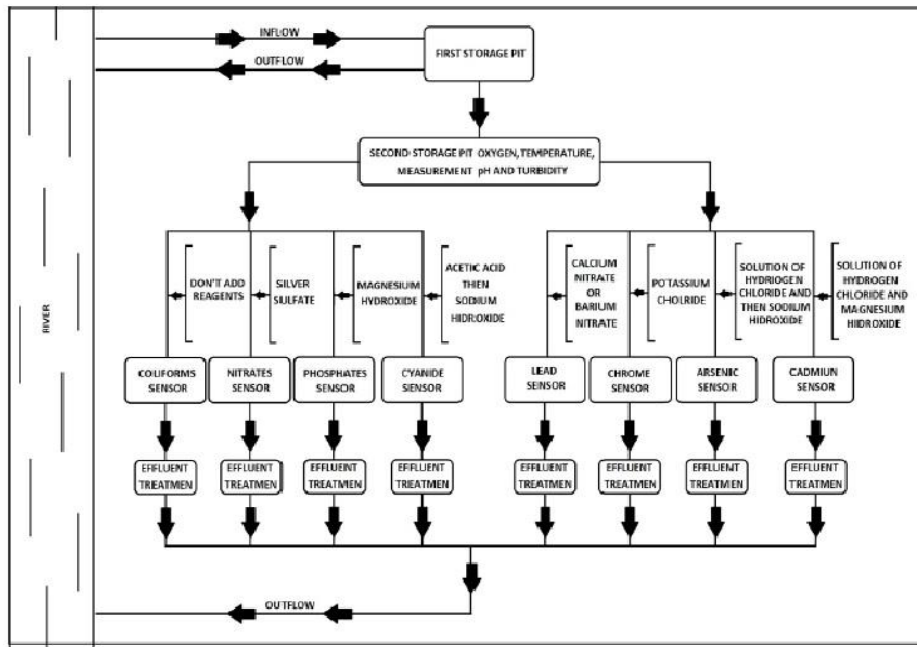 INFLOW
FIRST STORAGE PIT
OUTFLOW
SECOND-STORAGE PIT OXYGEN, TEMPERATURE,
MEASUREMENT pH AND TURBIDITY
DON'T ADD
REAGENTS
SILVER
SULFATE
MAGNESIUM
HYDROXIDE
ACETIC ACID
THEN
SODIUM
HIDROXIDE
CALCIUM
NITRATE
OR
BARIUM
NITRATE
POTASSIUM
CHOLRIDE
SOLUTION OF
HYDRIOGEN
CHLORIDE AND
THEN SODIUM
HIDROXIDE
SOLUTION OF
HYIDROGEN
CHLORIDE AND
MAGNESIUM
HIDROXIDE
RIVER
COLIFORMS
SENSOR
NITRATES
SENSOR
PHOSPHATES
SENSOR
CYANIDE
SENSOR
LEAD
SENSOR
CHROME
SENSOR
ARSENIC
SENSOR
CADMIUN
SENSOR
EFFLUENT
TREATMEN
EFFLUENT
TREATMEN
EFFLUEINT
TREATMEN
EFFLUENT
TREATMEN
EFFLUENT
TREATMEN
EFFLUENT
TREATMEN
EFFLUENT
TREATMEN
EFFLUENT
TREATMEN
OUTFLOW